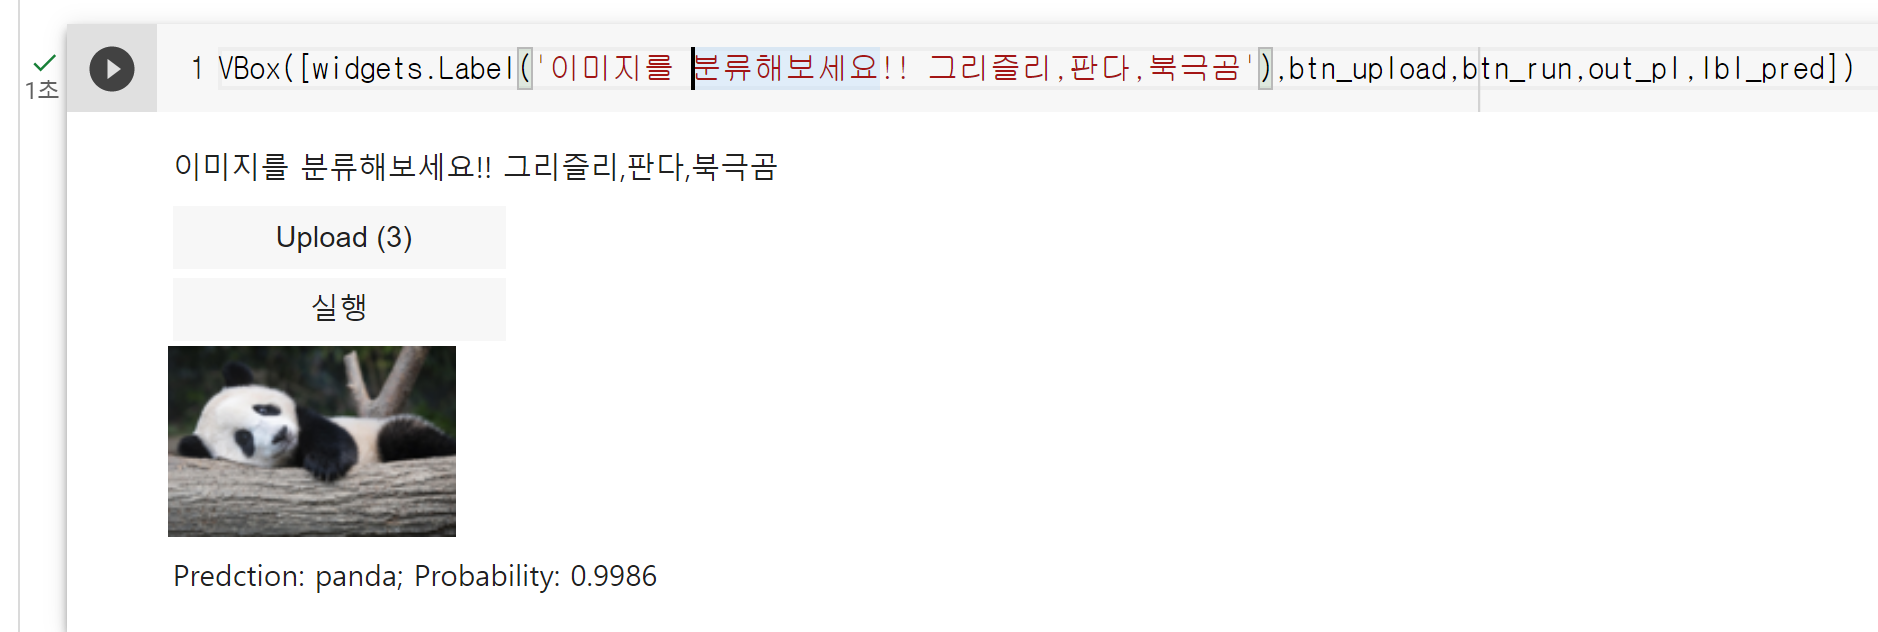 1 VBox([widgets.Label('이미지를 분류해보세요!! 그리즐리,판다,북극곰'),btn_upload,btn_run,out_pl,lbl_pred])
1초
이미지를 분류해보세요!! 그리즐리,판다,북극곰
Upload (3)
실행
Predction: panda; Probability: 0.9986